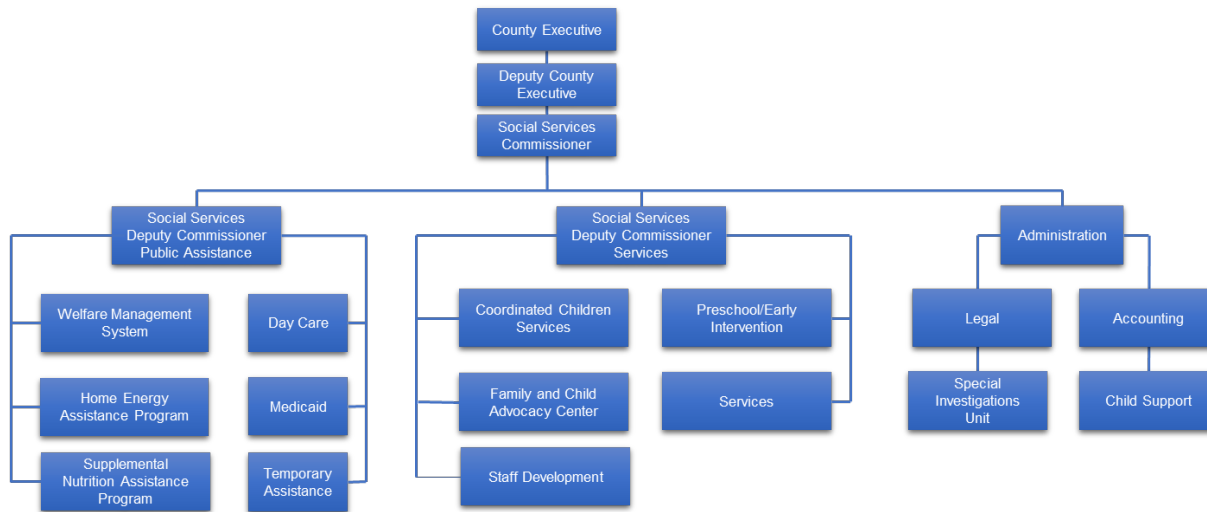 County Executive
Deputy County
Executive
Social Services
Commissioner
Social Services
Deputy Commissioner
Public Assistance
Social Services
Deputy Commissioner
Services
Administration
Welfare Management
System
Day Care
Coordinated Children
Services
Preschool/Early
Intervention
Legal
Accounting
Home Energy
Assistance Program
Medicaid
Family and Child
Advocacy Center
Services
Special
Investigations
Unit
Child Support
Supplemental
Nutrition Assistance
Program
Temporary
Assistance
Staff Development